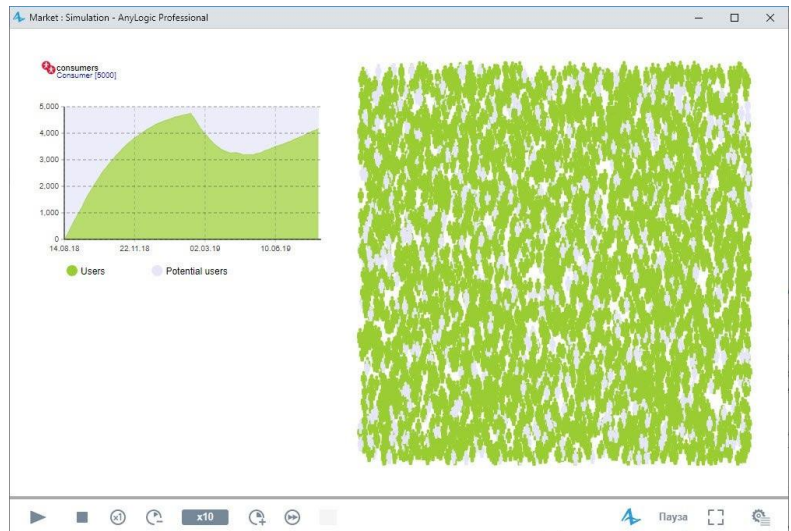 Market : Simulation - AnyLogic Professional
consumers
Consumer [5000]
5,000
4,000
3,000
2,000
1,000
0
14.08.18 22.11.18 02.03.19 10.06.19
Users Potential users
x1 x10 Пауза